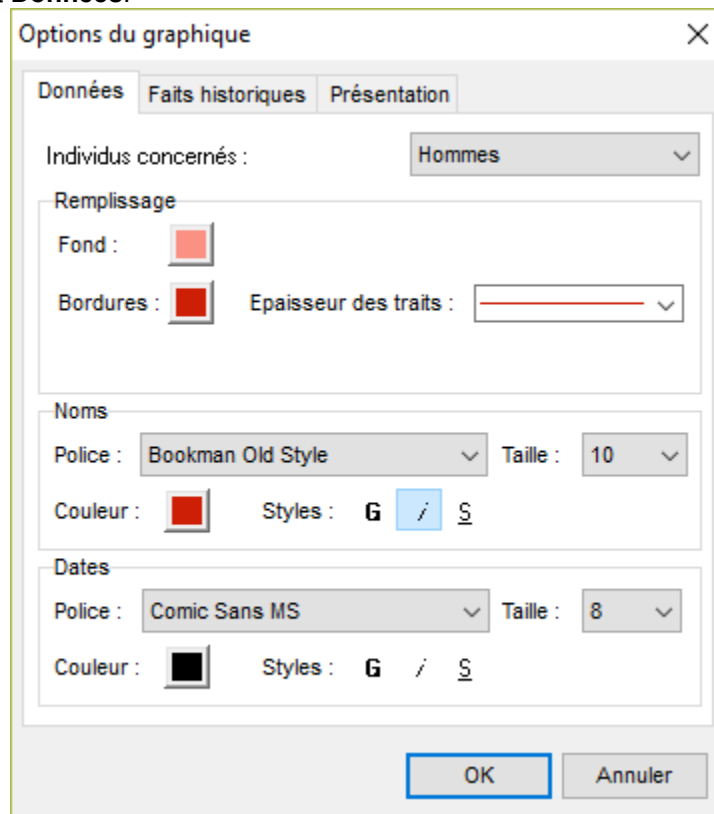 Données.
Options du graphique
Données Faits historiques Présentation
Individus concernés : Hommes
Remplissage
Fond :
Bordures : Epaisseur des traits :
Noms
Police : Bookman Old Style Taille : 10
Couleur : Styles : G i S
Dates
Police : Comic Sans MS Taille : 8
Couleur : Styles : G i S
OK Annuler